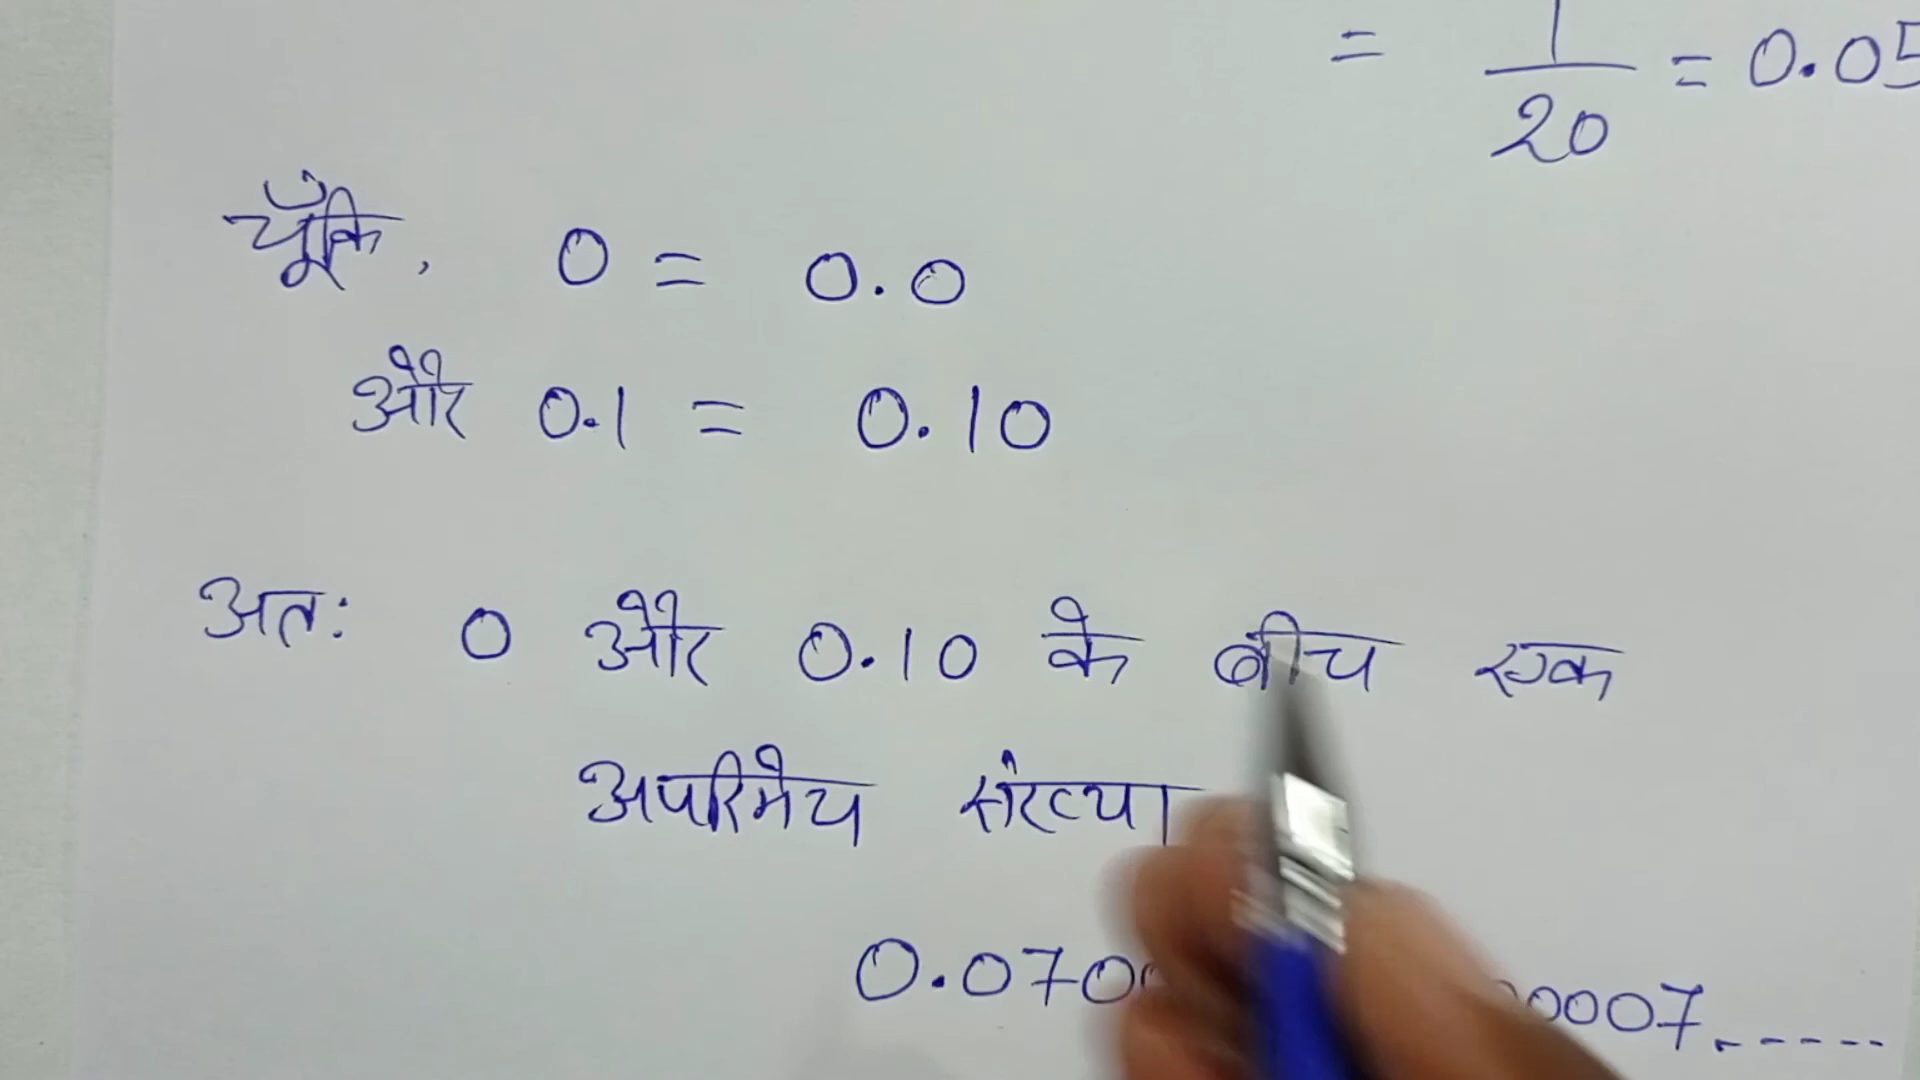 = 1/20 = 0.05
चूँकि, 0 = 0.0
और 0.1 = 0.10
अतः 0 और 0.10 के बीच एक
अपरिमेय संख्या
0.070 0007.-----